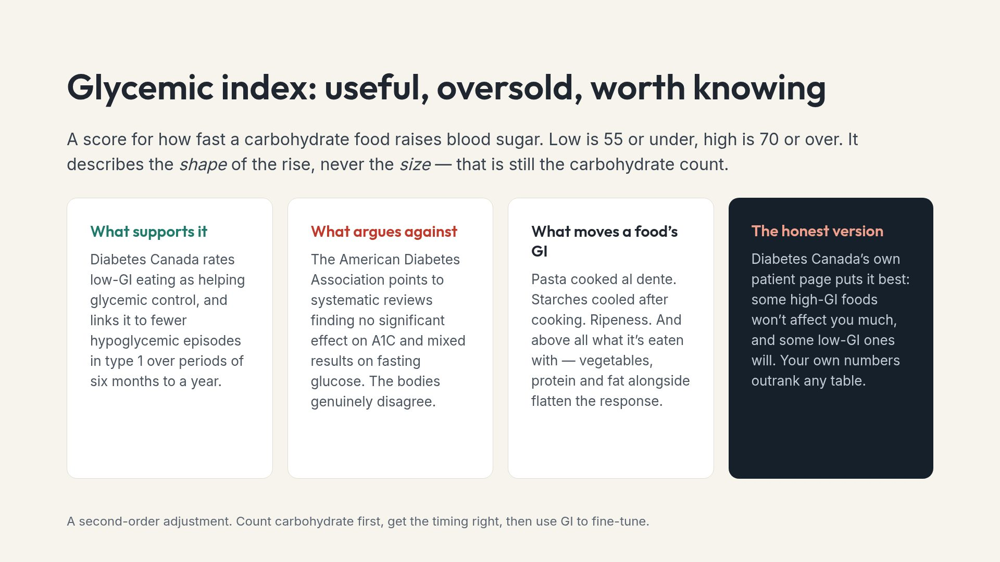 Glycemic index: useful, oversold, worth knowing
A score for how fast a carbohydrate food raises blood sugar. Low is 55 or under, high is 70 or over. It
describes the shape of the rise, never the size — that is still the carbohydrate count.
What supports it
Diabetes Canada rates
low-GI eating as helping
glycemic control, and
links it to fewer
hypoglycemic episodes
in type 1 over periods of
six months to a year.
What argues against
The American Diabetes
Association points to
systematic reviews
finding no significant
effect on A1C and mixed
results on fasting
glucose. The bodies
genuinely disagree.
What moves a food’s
GI
Pasta cooked al dente.
Starches cooled after
cooking. Ripeness. And
above all what it’s eaten
with — vegetables,
protein and fat alongside
flatten the response.
The honest version
Diabetes Canada’s own
patient page puts it best:
some high-GI foods
won’t affect you much,
and some low-GI ones
will. Your own numbers
outrank any table.
A second-order adjustment. Count carbohydrate first, get the timing right, then use GI to fine-tune.